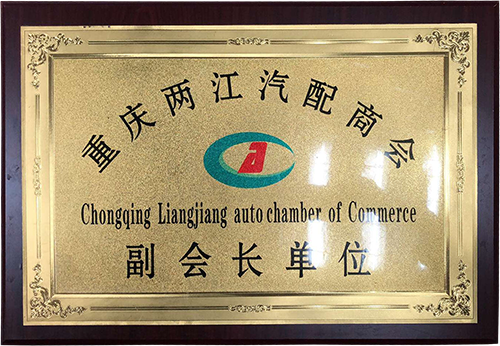 重庆两江汽配商会
Chongqing Liangjiang auto chamber of Commerce
副会长单位